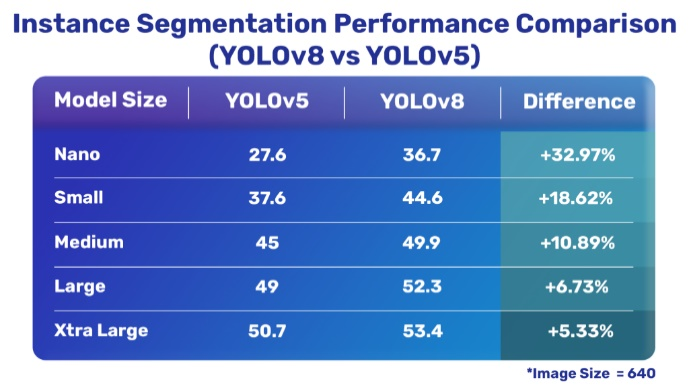 Instance Segmentation Performance Comparison
(YOLOv8 vs YOLOv5)
Model Size YOLOv5 YOLOv8 Difference
Nano 27.6 36.7 +32.97%
Small 37.6 44.6 +18.62%
Medium 45 49.9 +10.89%
Large 49 52.3 +6.73%
Xtra Large 50.7 53.4 +5.33%
*Image Size = 640